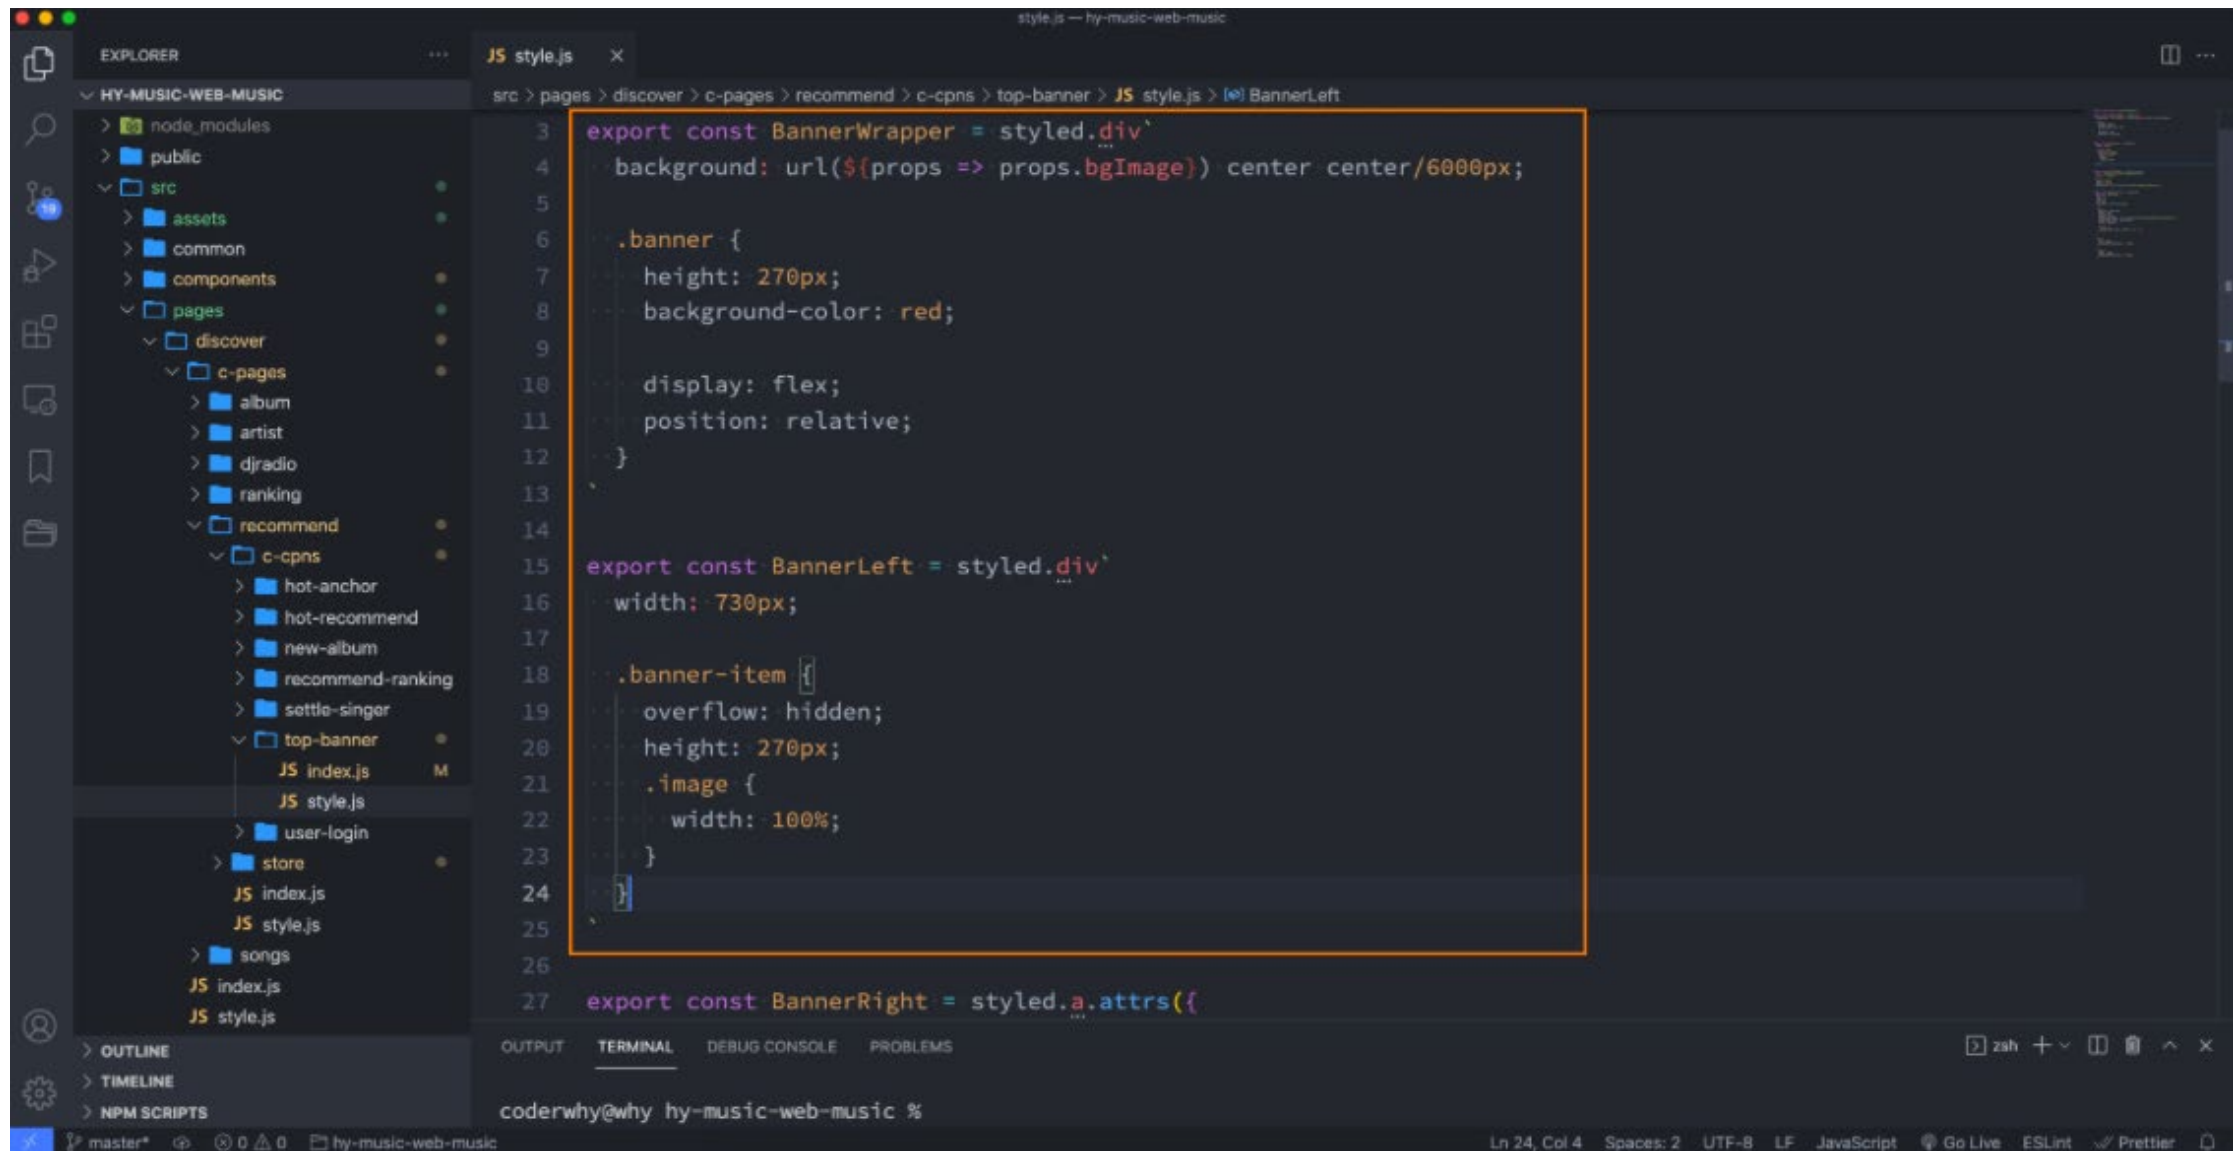 style.js — hy-music-web-music
EXPLORER
JS style.js
HY-MUSIC-WEB-MUSIC
src > pages > discover > c-pages > recommend > c-cpns > top-banner > JS style.js > BannerLeft
node_modules
public
src
assets
common
components
pages
discover
c-pages
album
artist
djradio
ranking
recommend
c-cpns
hot-anchor
hot-recommend
new-album
recommend-ranking
settle-singer
top-banner
JS index.js M
JS style.js
user-login
store
JS index.js
JS style.js
songs
JS index.js
JS style.js
OUTLINE
TIMELINE
NPM SCRIPTS
19
3 export const BannerWrapper = styled.div`
4 background: url(${props => props.bgImage}) center center/6000px;
5
6 .banner {
7 height: 270px;
8 background-color: red;
9
10 display: flex;
11 position: relative;
12 }
13 `
14
15 export const BannerLeft = styled.div`
16 width: 730px;
17
18 .banner-item {
19 overflow: hidden;
20 height: 270px;
21 .image {
22 width: 100%;
23 }
24 }
25 `
26
27 export const BannerRight = styled.a.attrs({
OUTPUT TERMINAL DEBUG CONSOLE PROBLEMS
zsh
coderwhy@why hy-music-web-music %
master* 0 0 hy-music-web-music
Ln 24, Col 4 Spaces: 2 UTF-8 LF JavaScript Go Live ESLint Prettier